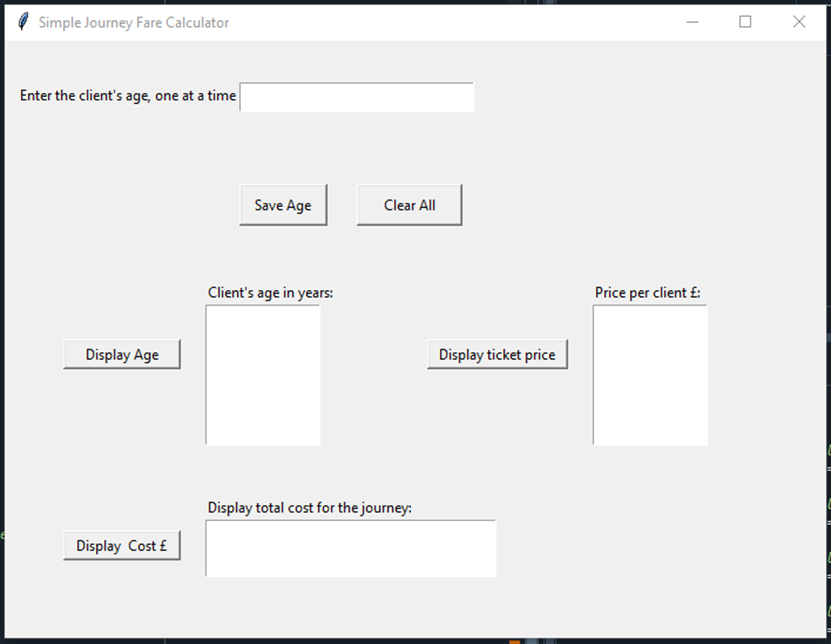 Simple Journey Fare Calculator
Enter the client's age, one at a time
Save Age
Clear All
Client's age in years:
Price per client £:
Display Age
Display ticket price
Display total cost for the journey:
Display  Cost £